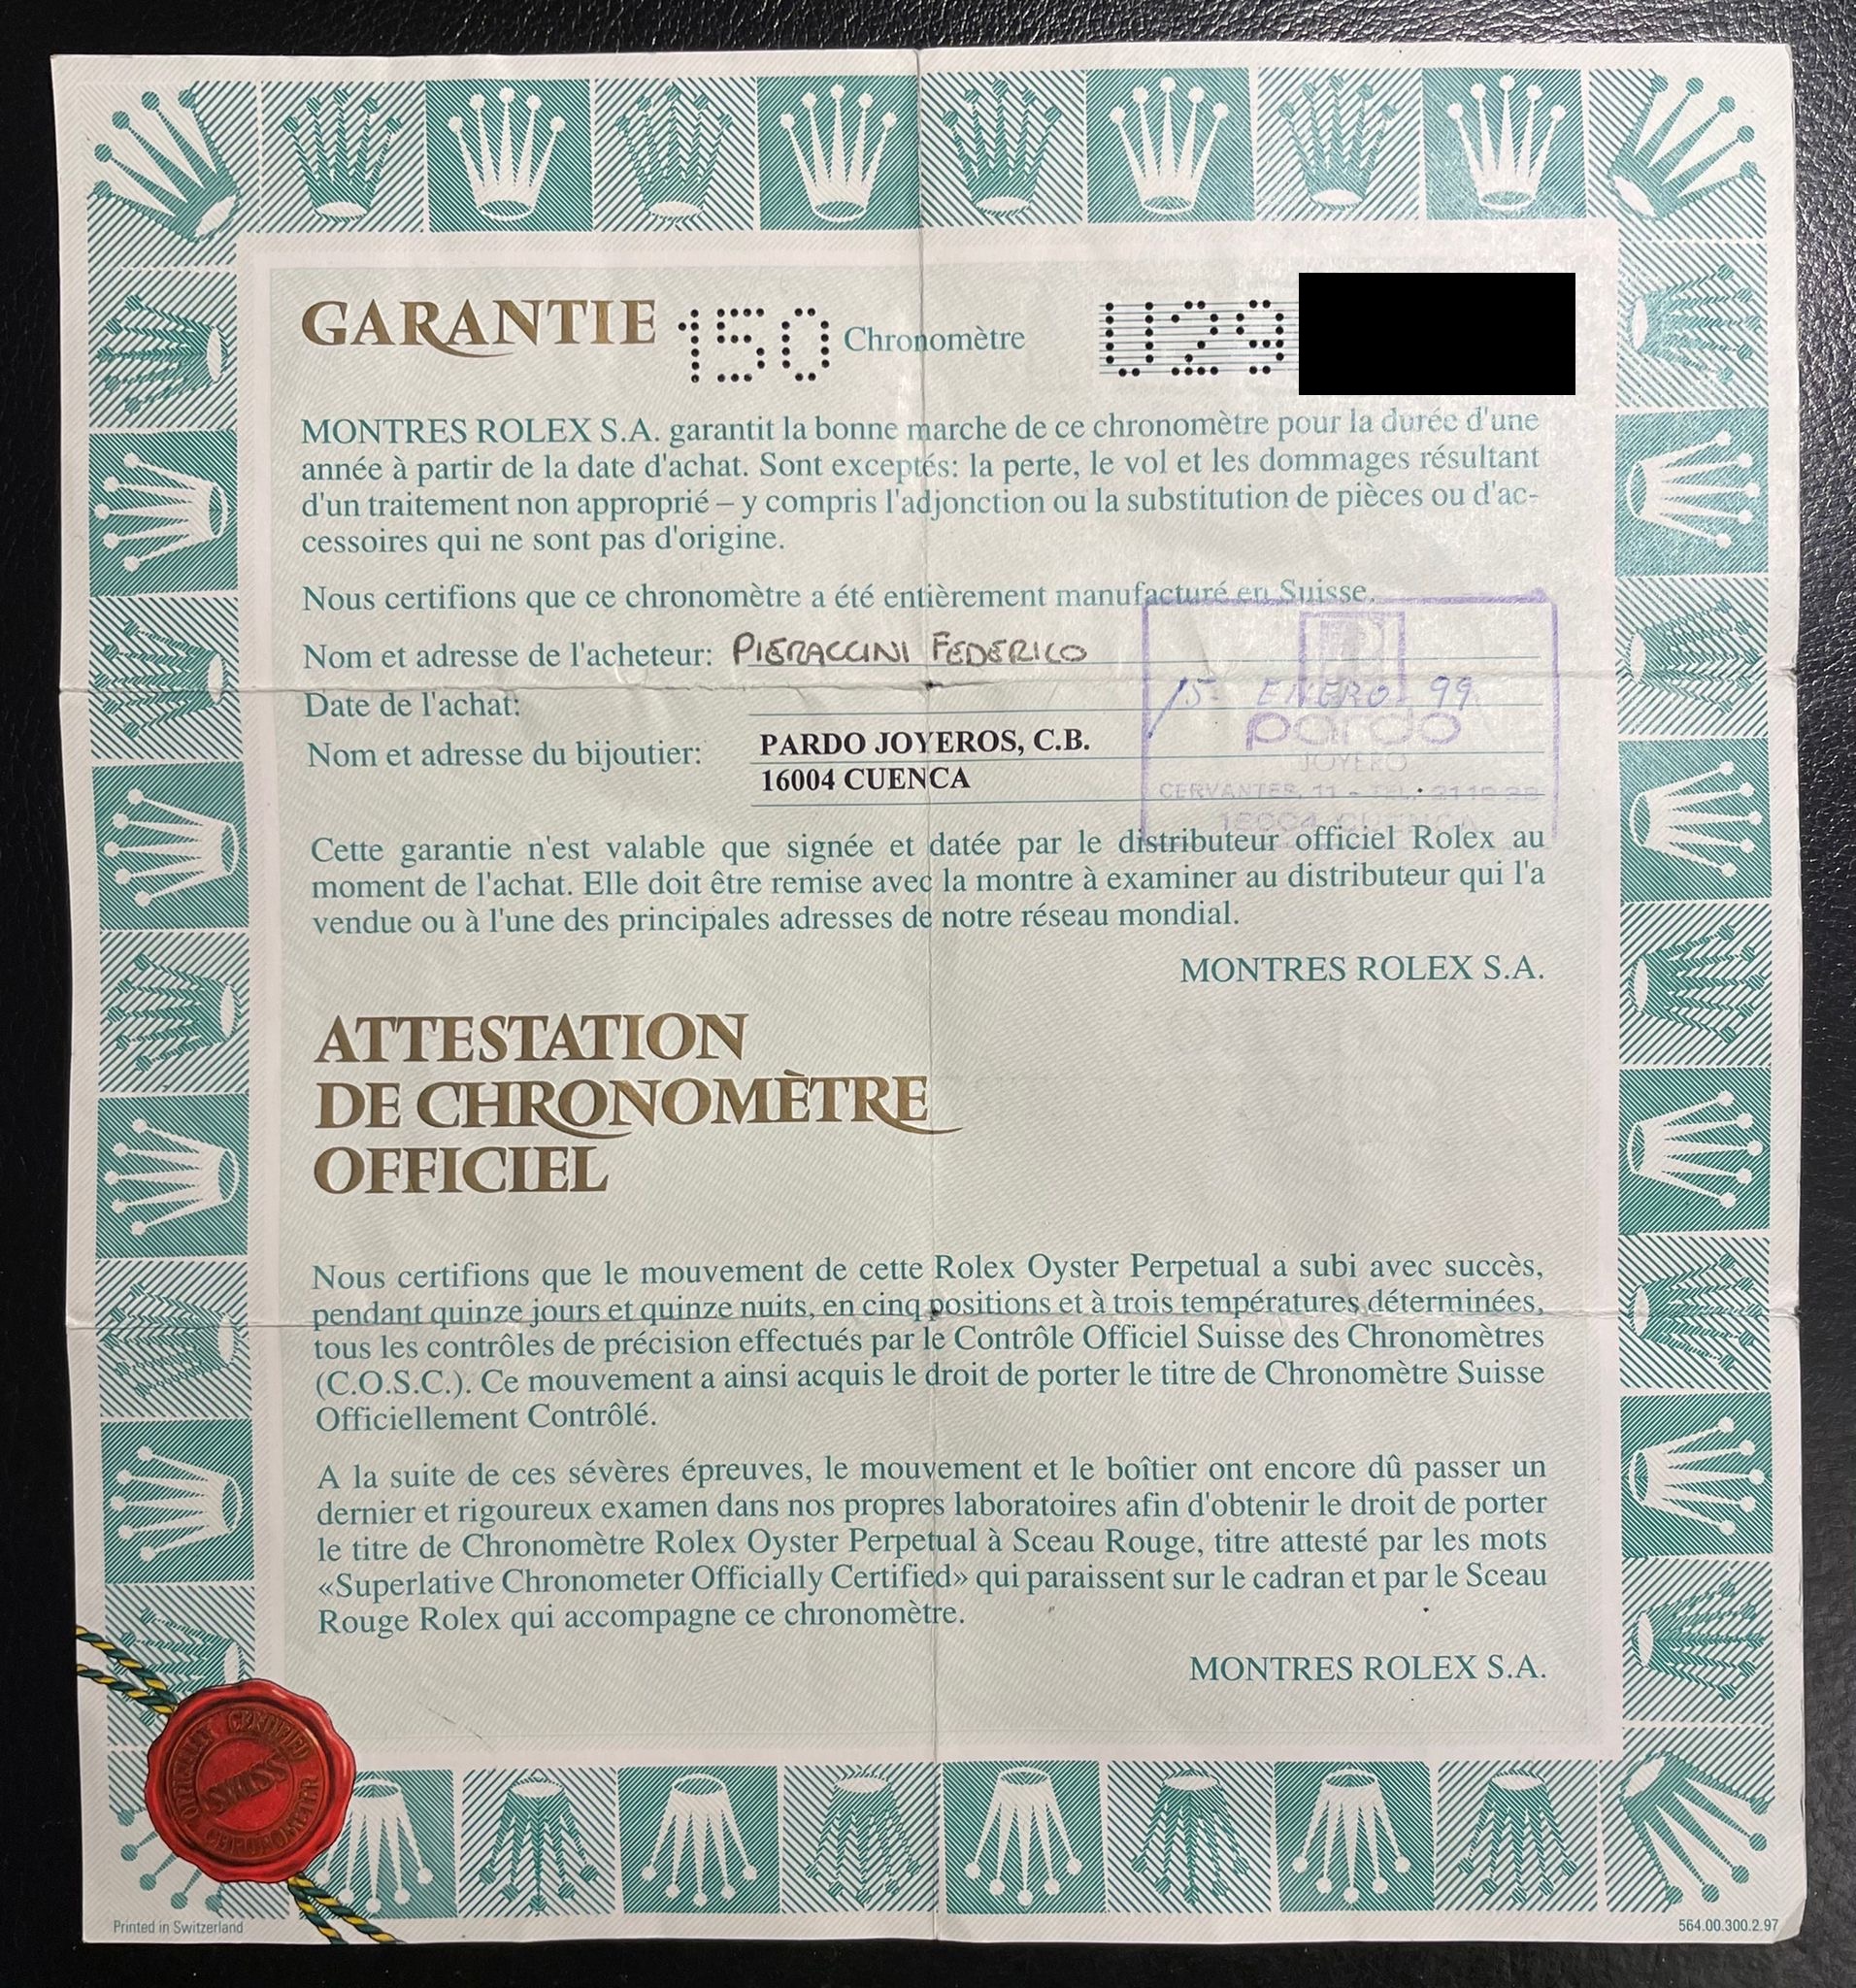 GARANTIE 150 Chronomètre U29
MONTRES ROLEX S.A. garantit la bonne marche de ce chronomètre pour la durée d'une
année à partir de la date d'achat. Sont exceptés: la perte, le vol et les dommages résultant
d'un traitement non approprié – y compris l'adjonction ou la substitution de pièces ou d'ac-
cessoires qui ne sont pas d'origine.
Nous certifions que ce chronomètre a été entièrement manufacturé en Suisse.
Nom et adresse de l'acheteur: PIERACCINI FEDERICO
Date de l'achat: 15 ENERO 99
pardo
JOYERO
Nom et adresse du bijoutier: PARDO JOYEROS, C.B.
16004 CUENCA
CERVANTES, 11 - TEL.
16004 CUENCA
Cette garantie n'est valable que signée et datée par le distributeur officiel Rolex au
moment de l'achat. Elle doit être remise avec la montre à examiner au distributeur qui l'a
vendue ou à l'une des principales adresses de notre réseau mondial.
MONTRES ROLEX S.A.
ATTESTATION
DE CHRONOMÈTRE
OFFICIEL
Nous certifions que le mouvement de cette Rolex Oyster Perpetual a subi avec succès,
pendant quinze jours et quinze nuits, en cinq positions et à trois températures déterminées,
tous les contrôles de précision effectués par le Contrôle Officiel Suisse des Chronomètres
(C.O.S.C.). Ce mouvement a ainsi acquis le droit de porter le titre de Chronomètre Suisse
Officiellement Contrôlé.
A la suite de ces sévères épreuves, le mouvement et le boîtier ont encore dû passer un
dernier et rigoureux examen dans nos propres laboratoires afin d'obtenir le droit de porter
le titre de Chronomètre Rolex Oyster Perpetual à Sceau Rouge, titre attesté par les mots
«Superlative Chronometer Officially Certified» qui paraissent sur le cadran et par le Sceau
Rouge Rolex qui accompagne ce chronomètre.
MONTRES ROLEX S.A.
OFFICIALLY CERTIFIED
SWISS
CHRONOMETER
Printed in Switzerland
564.00.300.2.97